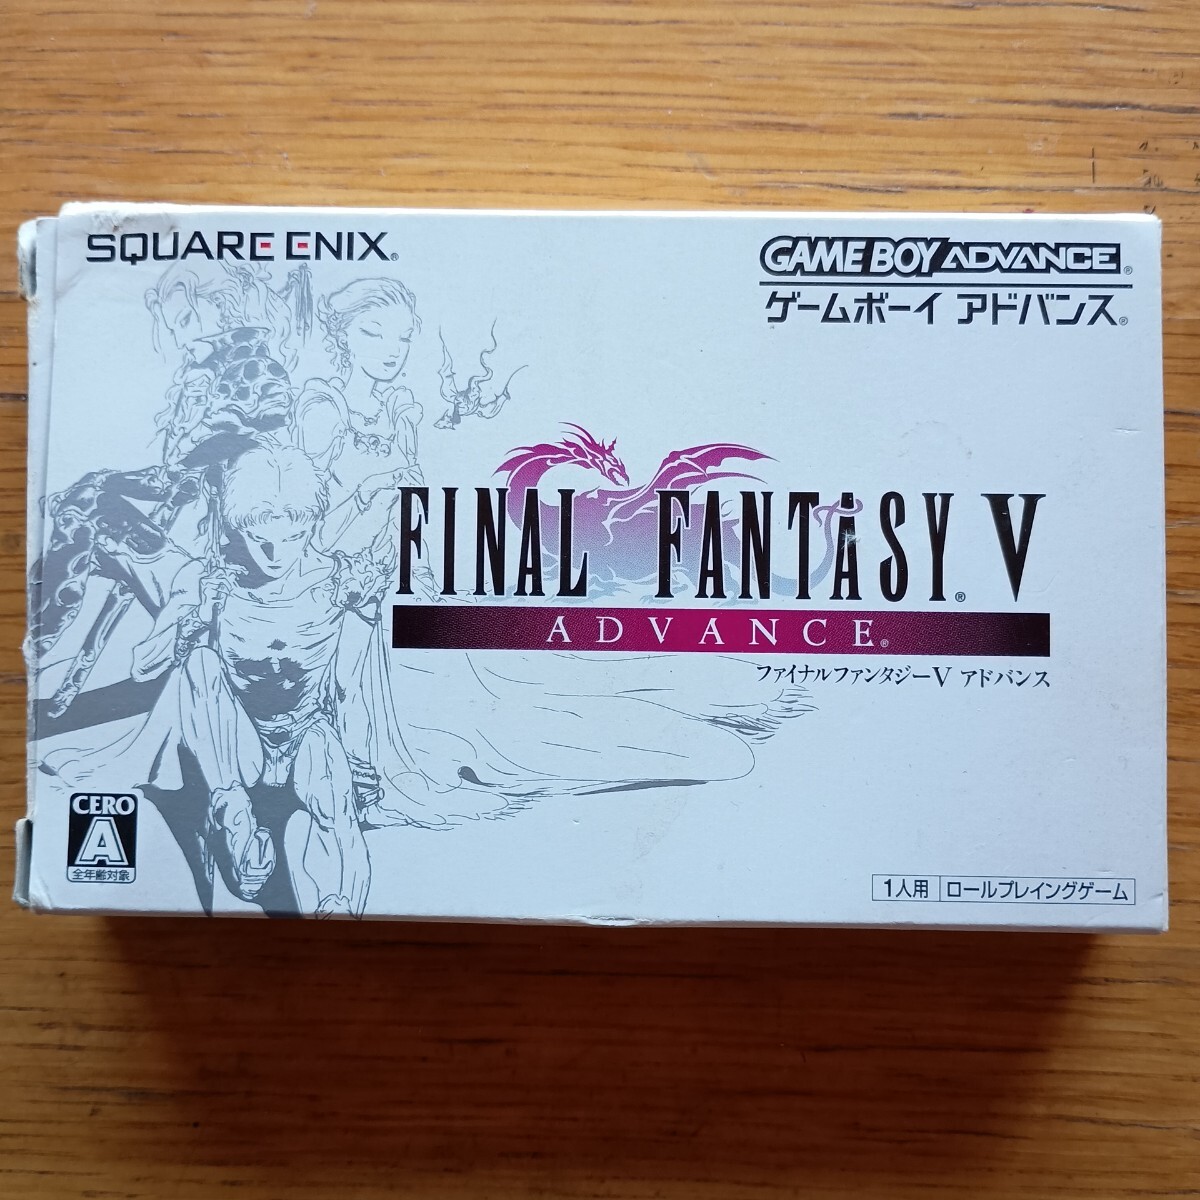 SQUARE ENIX®
GAME BOY ADVANCE®
ゲームボーイ アドバンス®
FINAL FANTASY® V
ADVANCE®
ファイナルファンタジーV アドバンス
CERO
A
全年齢対象
1人用 ロールプレイングゲーム